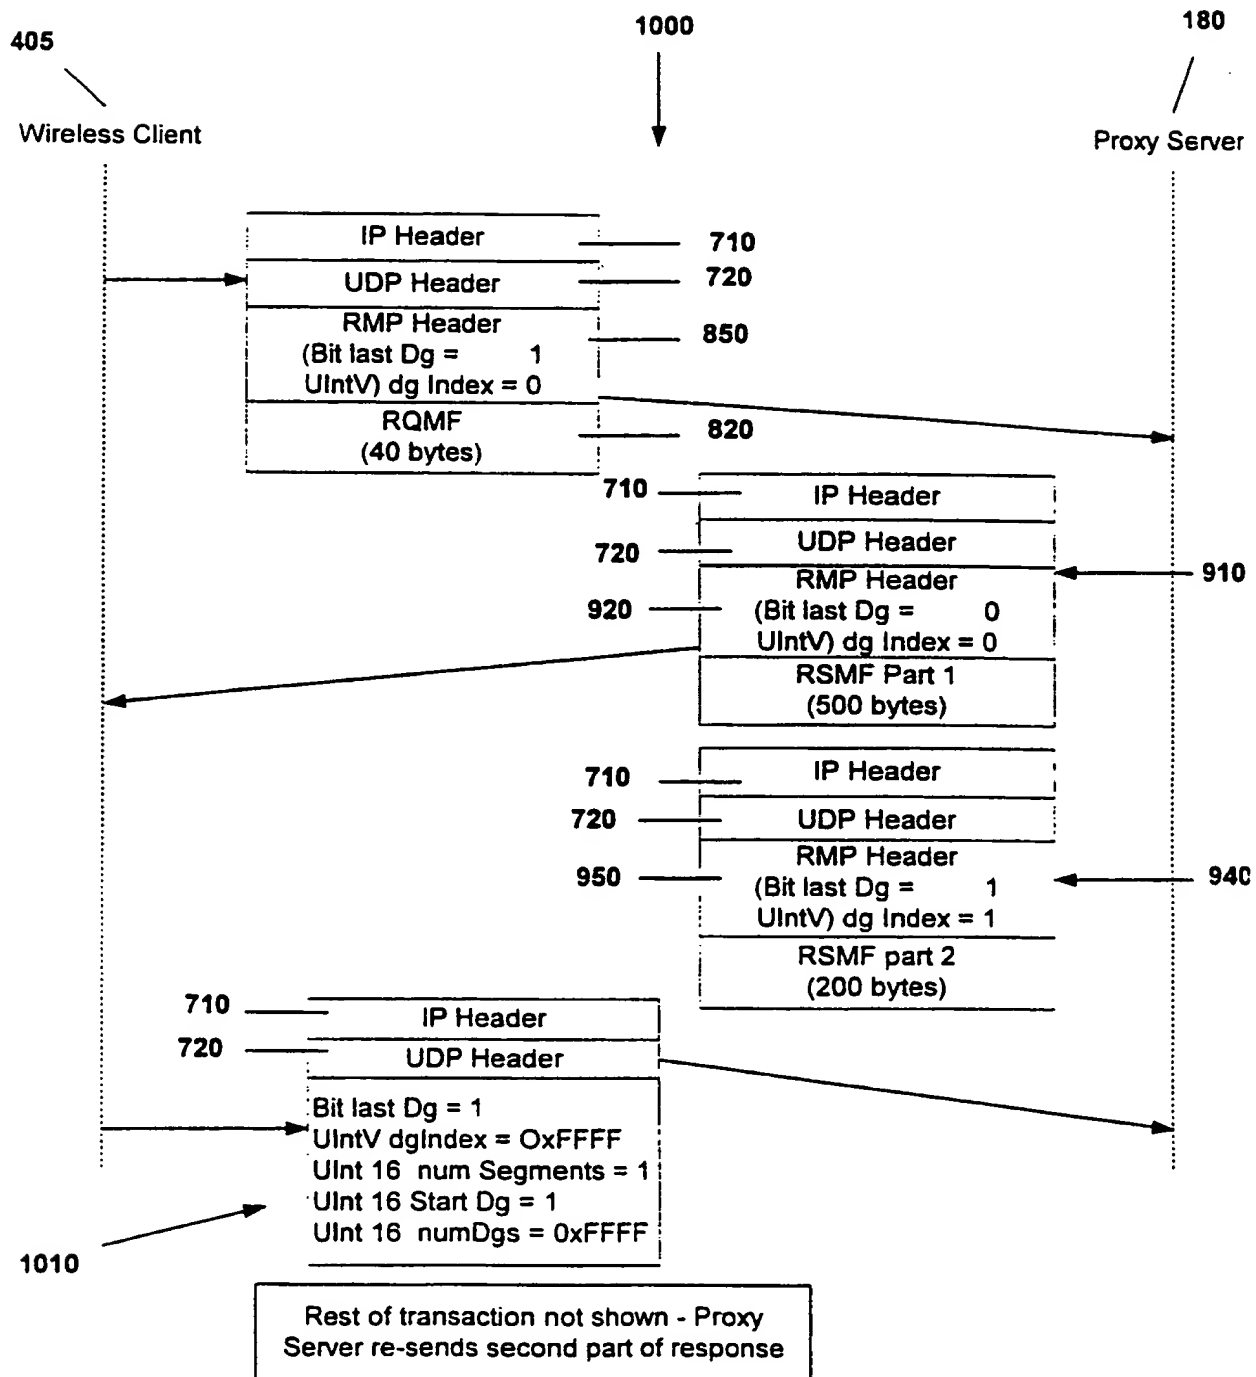 405
1000
180
Wireless Client
Proxy Server
IP Header
710
UDP Header
720
RMP Header
(Bit last Dg = 1
UIntV) dg Index = 0
850
RQMF
(40 bytes)
820
710
IP Header
720
UDP Header
910
920
RMP Header
(Bit last Dg = 0
UIntV) dg Index = 0
RSMF Part 1
(500 bytes)
710
IP Header
720
UDP Header
950
RMP Header
(Bit last Dg = 1
UIntV) dg Index = 1
940
RSMF part 2
(200 bytes)
710
IP Header
720
UDP Header
Bit last Dg = 1
UIntV dgIndex = OxFFFF
UInt 16 num Segments = 1
UInt 16 Start Dg = 1
UInt 16 numDgs = 0xFFFF
1010
Rest of transaction not shown - Proxy
Server re-sends second part of response